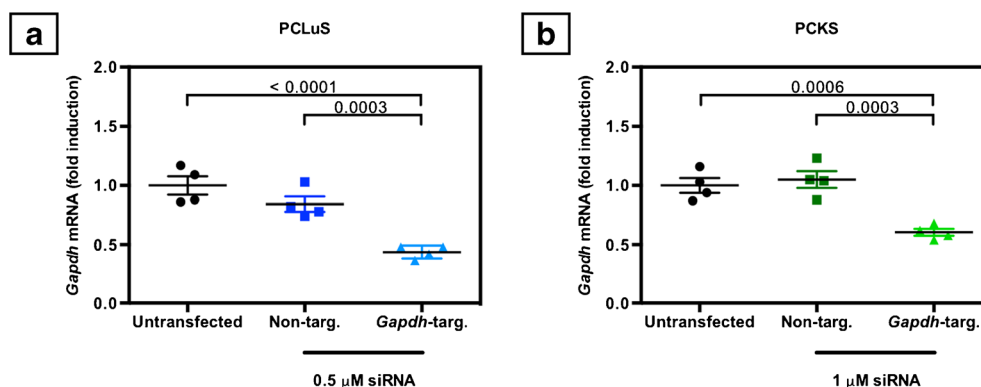 a
PCLuS
Gapdh mRNA (fold induction)
2.0
1.5
1.0
0.5
0.0
< 0.0001
0.0003
Untransfected Non-targ. Gapdh-targ.
0.5 µM siRNA
b
PCKS
Gapdh mRNA (fold induction)
2.0
1.5
1.0
0.5
0.0
0.0006
0.0003
Untransfected Non-targ. Gapdh-targ.
1 µM siRNA